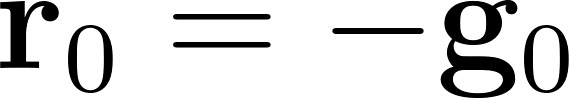 𝐫₀ = −𝐠₀